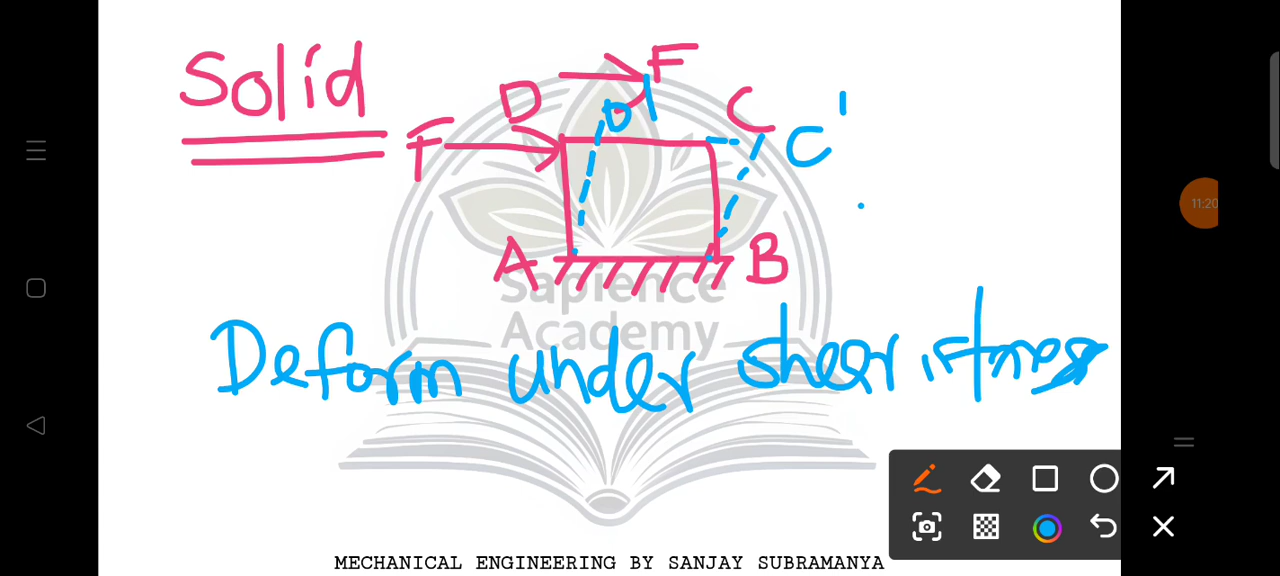 Solid
F
D
F
D'
C
C'
A
B
Sapience
Academy
Deform under shear stress
11:20
MECHANICAL ENGINEERING BY SANJAY SUBRAMANYA